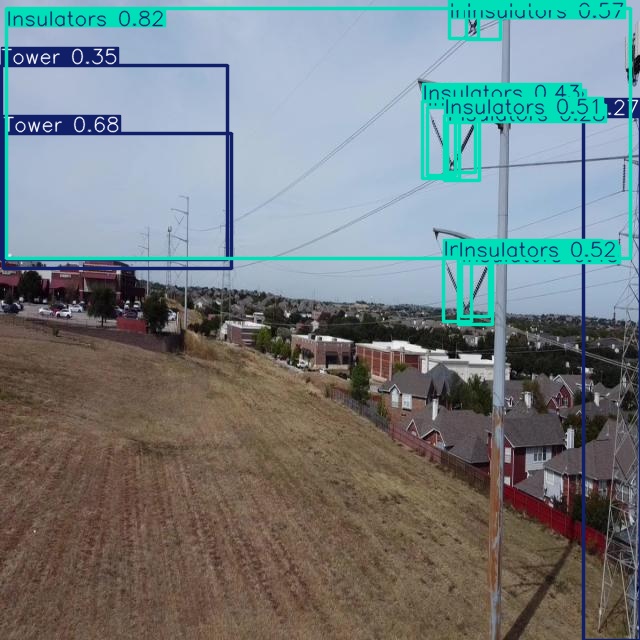 Insulators 0.82
Insulators 0.57
Tower 0.35
Insulators 0.43
Insulators 0.51
.27
Tower 0.68
Insulators 0.52